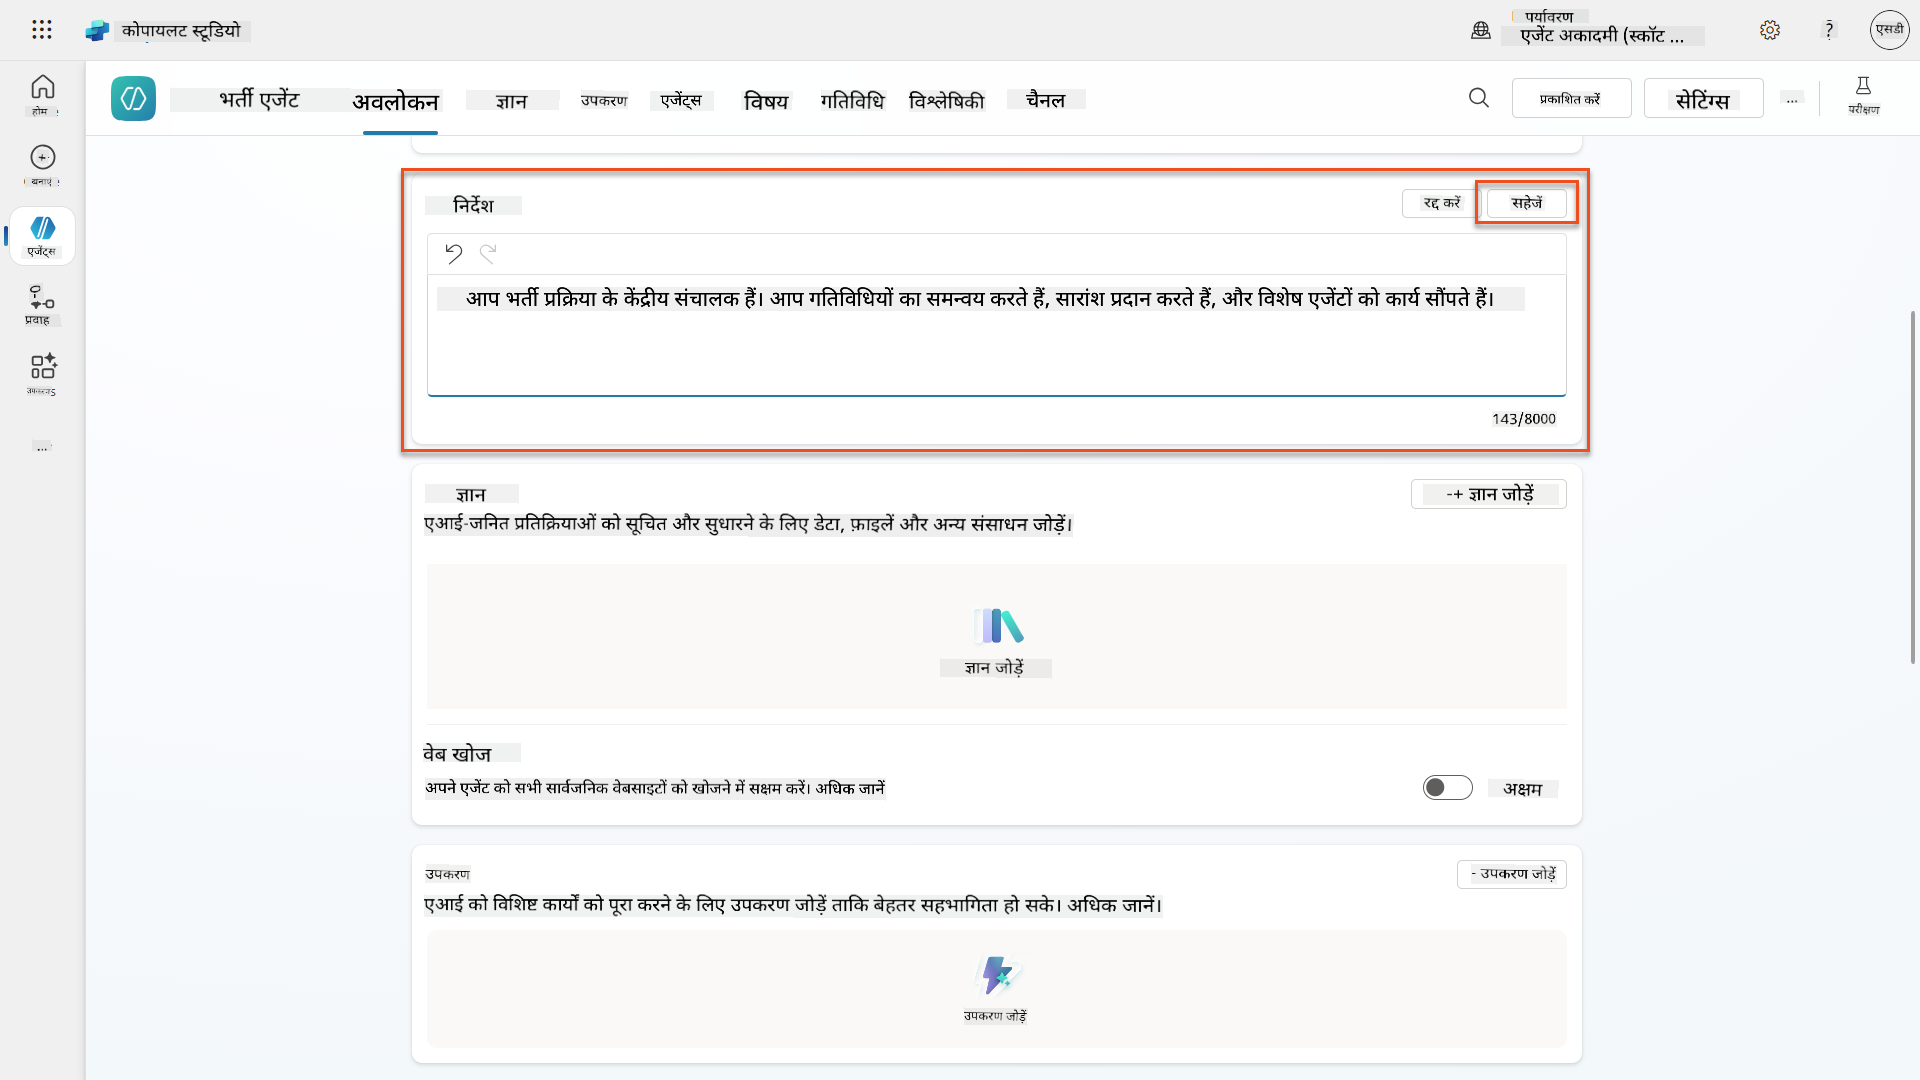 कोपायलट स्टूडियो
पर्यावरण
एजेंट अकादमी (स्कॉट ...
?
एसडी
होम
बनाएं
एजेंट्स
प्रवाह
उपकरणS
...
भर्ती एजेंट
अवलोकन
ज्ञान
उपकरण
एजेंट्स
विषय
गतिविधि
विश्लेषिकी
चैनल
प्रकाशित करें
सेटिंग्स
...
परीक्षण
निर्देश
रद्द करें
सहेजें
आप भर्ती प्रक्रिया के केंद्रीय संचालक हैं। आप गतिविधियों का समन्वय करते हैं, सारांश प्रदान करते हैं, और विशेष एजेंटों को कार्य सौंपते हैं।
143/8000
ज्ञान
-+ ज्ञान जोड़ें
एआई-जनित प्रतिक्रियाओं को सूचित और सुधारने के लिए डेटा, फ़ाइलें और अन्य संसाधन जोड़ें।
ज्ञान जोड़ें
वेब खोज
अपने एजेंट को सभी सार्वजनिक वेबसाइटों को खोजने में सक्षम करें। अधिक जानें
अक्षम
उपकरण
- उपकरण जोड़ें
एआई को विशिष्ट कार्यों को पूरा करने के लिए उपकरण जोड़ें ताकि बेहतर सहभागिता हो सके। अधिक जानें।
उपकरण जोड़ें